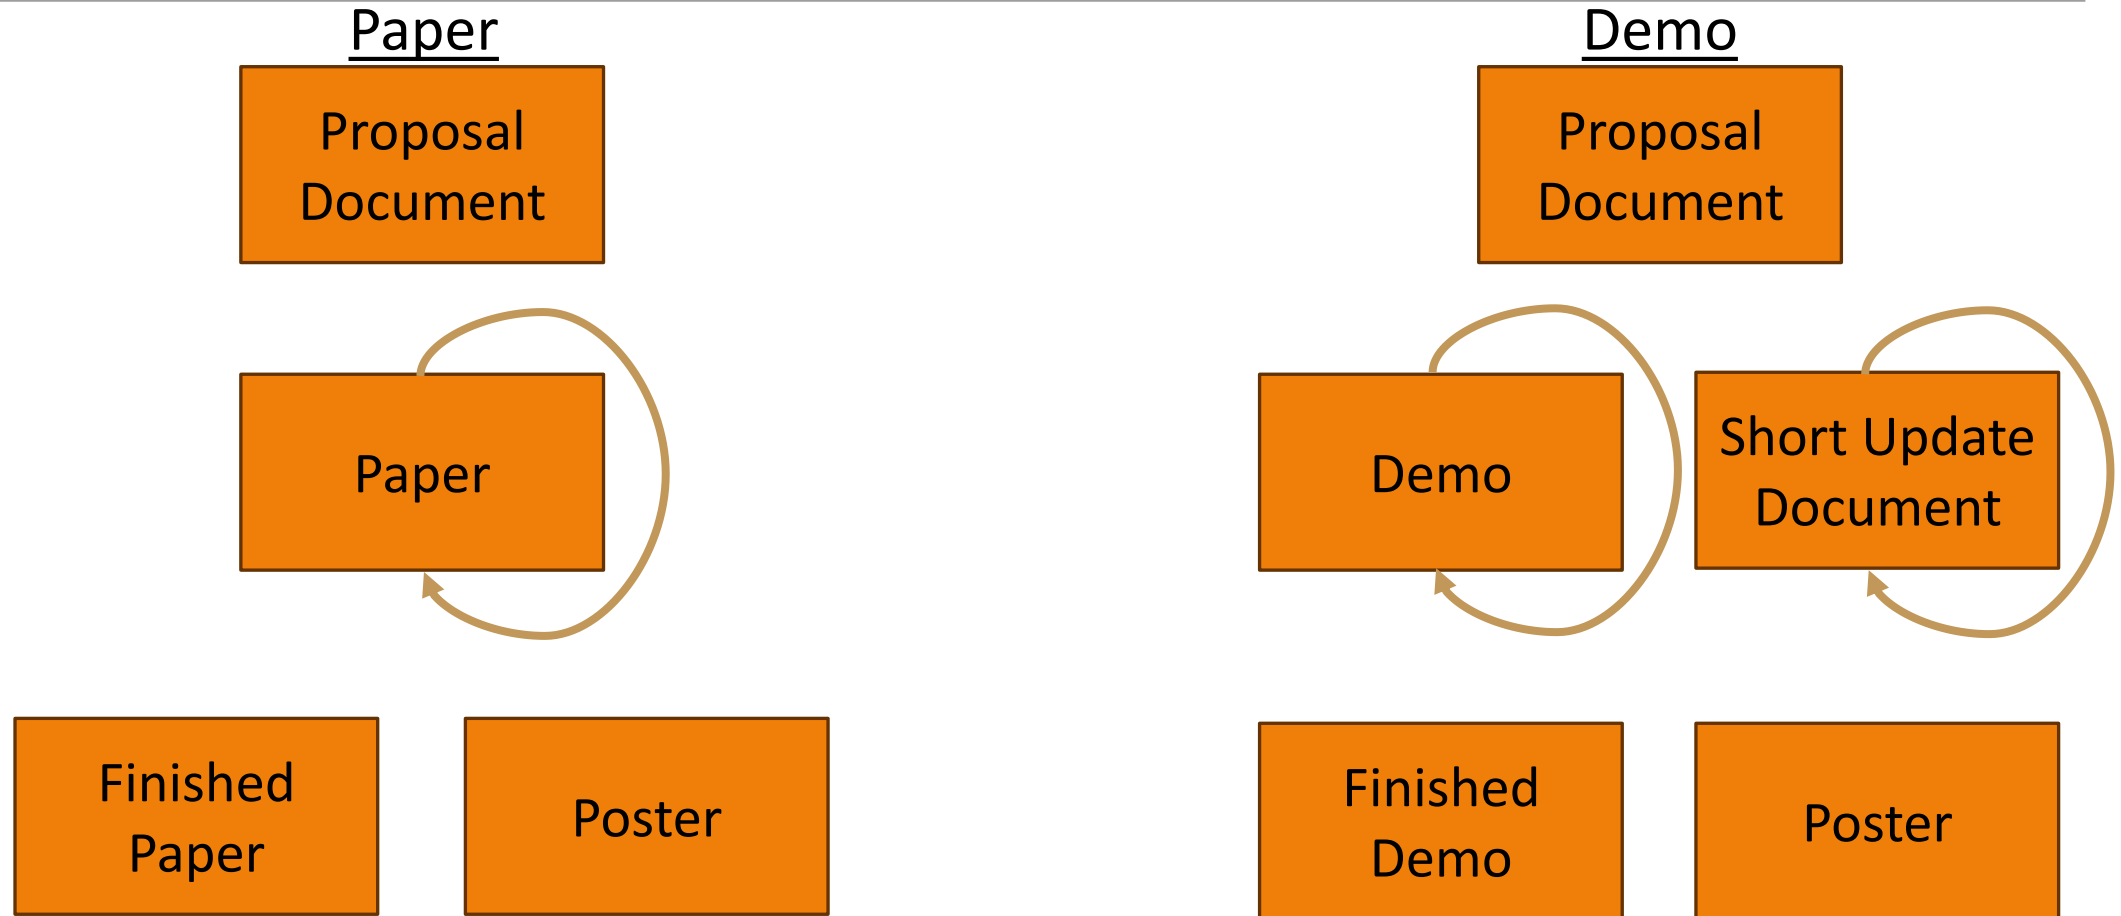 Paper
Proposal
Document
Paper
Finished
Paper
Poster
Demo
Proposal
Document
Demo
Short Update
Document
Finished
Demo
Poster